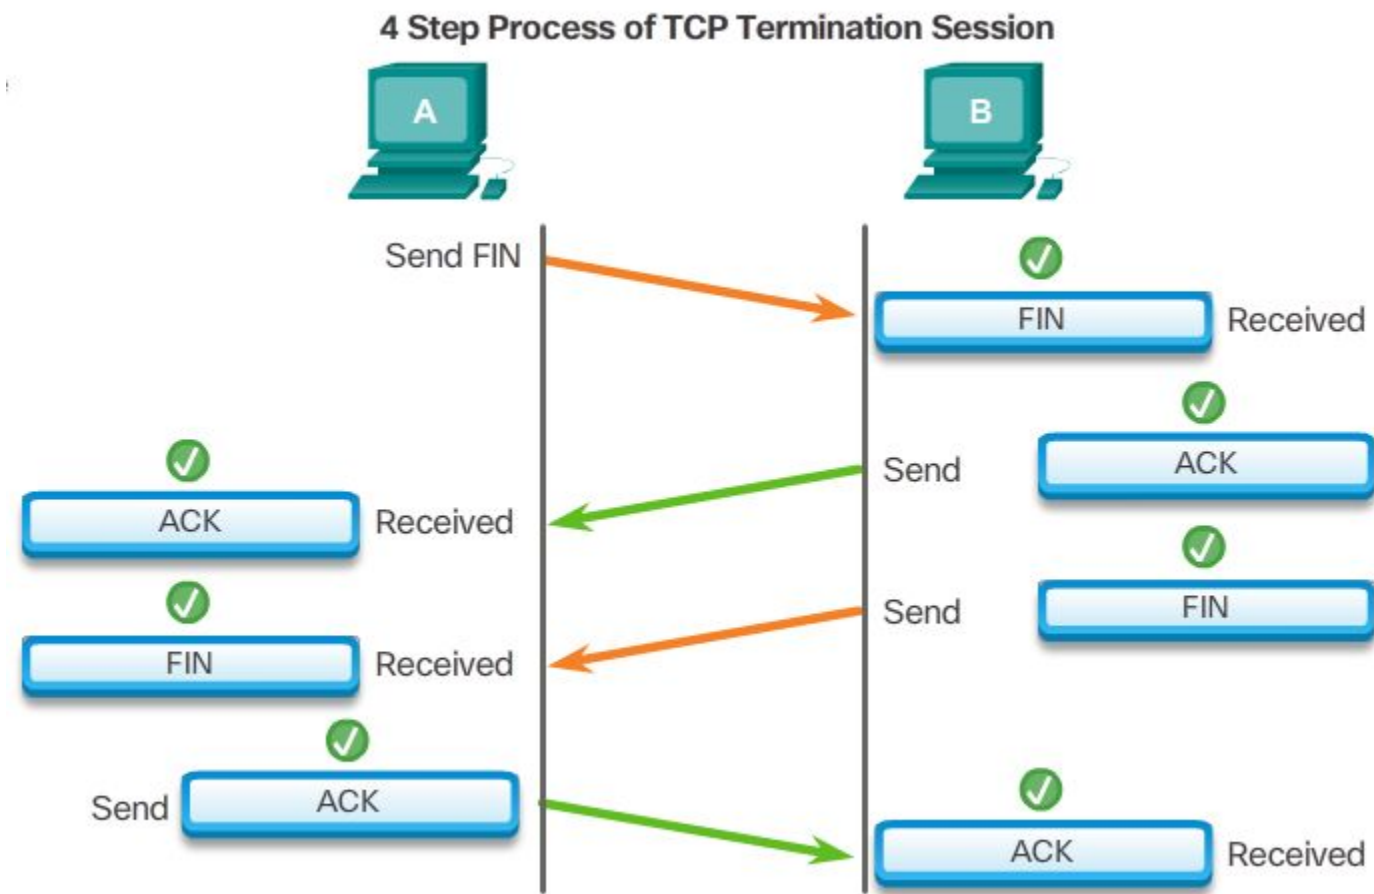 4 Step Process of TCP Termination Session
A
B
Send FIN
FIN
Received
Send
ACK
ACK
Received
Send
FIN
FIN
Received
Send
ACK
ACK
Received